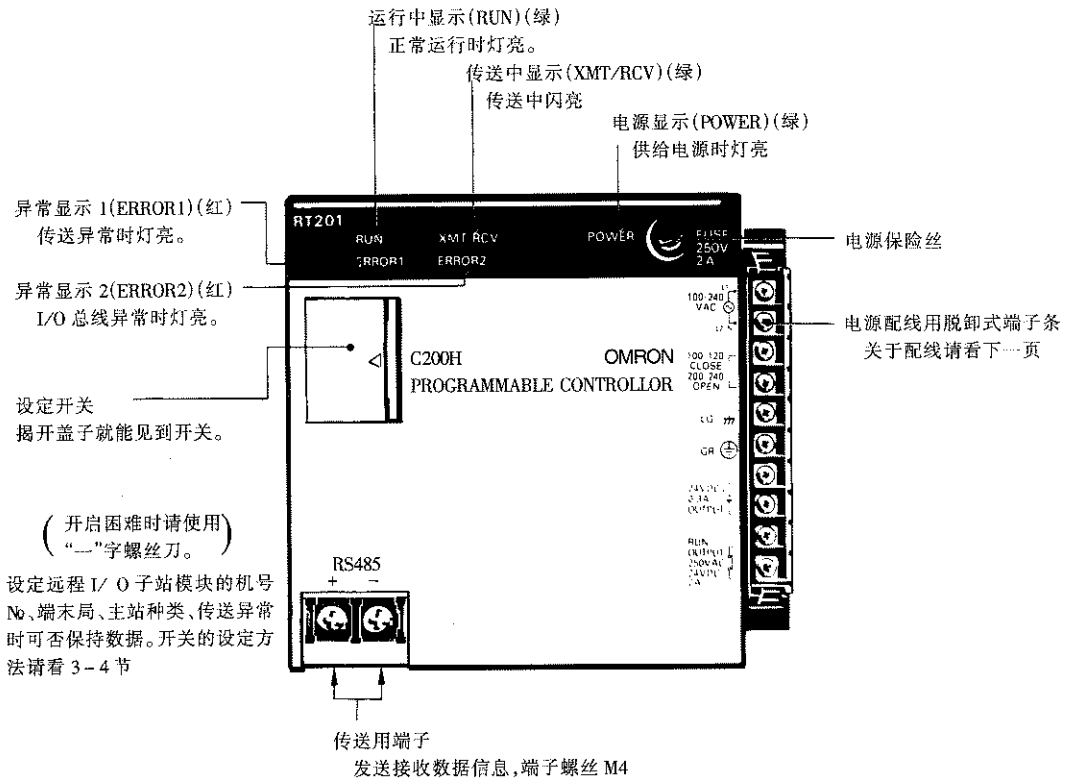 运行中显示(RUN)(绿)
正常运行时灯亮。
传送中显示(XMT/RCV)(绿)
传送中闪亮
电源显示(POWER)(绿)
供给电源时灯亮
异常显示 1(ERROR1)(红)
传送异常时灯亮。
异常显示 2(ERROR2)(红)
I/O 总线异常时灯亮。
RT201
RUN
XMT RCV
POWER
ERROR1
ERROR2
FUSE
250V
2A
电源保险丝
100-240
VAC
电源配线用脱卸式端子条
关于配线请看下一页
C200H
PROGRAMMABLE CONTROLLOR
OMRON
100-120
CLOSE
200-240
OPEN
LG
GR
24VDC
OUTPUT
RUN
OUTPUT
250VAC
24VDC
2A
设定开关
揭开盖子就能见到开关。
(开启困难时请使用
“一”字螺丝刀。)
设定远程 I/ O 子站模块的机号
№、端末局、主站种类、传送异常
时可否保持数据。开关的设定方
法请看 3-4 节
RS485
+ −
传送用端子
发送接收数据信息,端子螺丝 M4